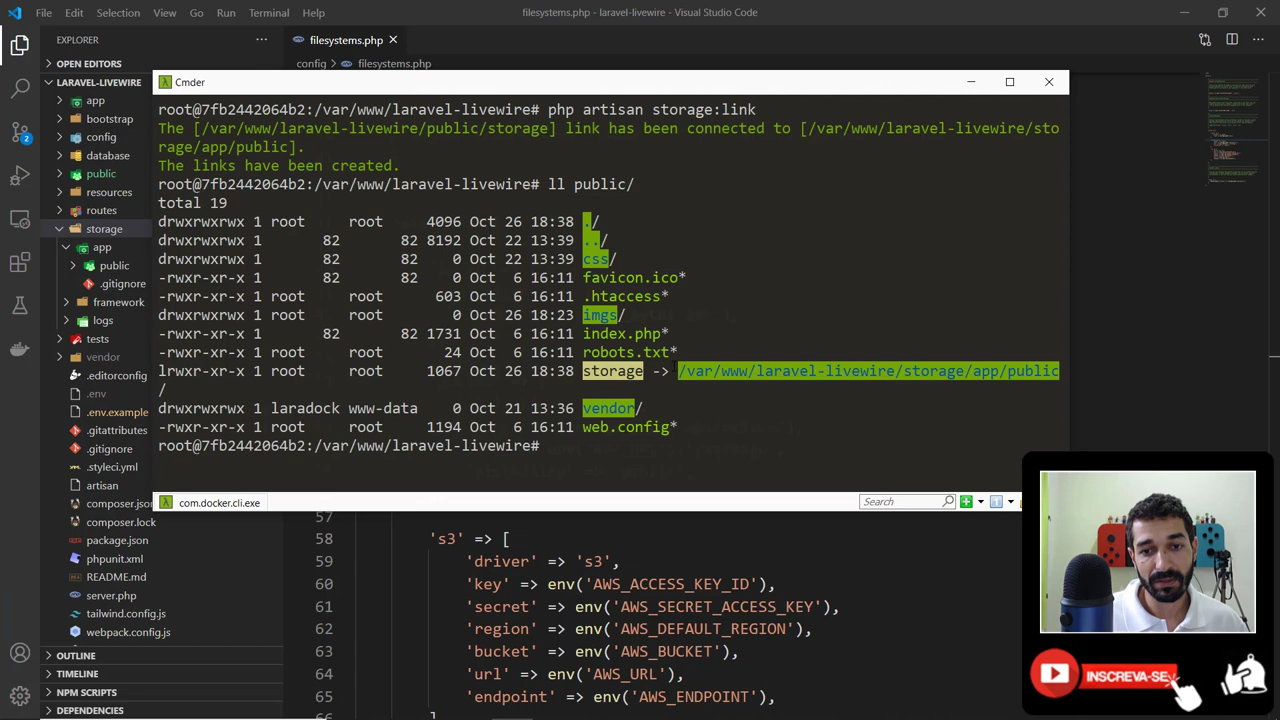 File Edit Selection View Go Run Terminal Help
filesystems.php - laravel-livewire - Visual Studio Code
EXPLORER
filesystems.php
OPEN EDITORS
config > filesystems.php
LARAVEL-LIVEWIRE
app
bootstrap
config
database
public
resources
routes
storage
app
public
.gitignore
framework
logs
tests
vendor
.editorconfig
.env
.env.example
.gitattributes
.gitignore
.styleci.yml
artisan
composer.json
composer.lock
package.json
phpunit.xml
README.md
server.php
tailwind.config.js
webpack.config.js
OUTLINE
TIMELINE
NPM SCRIPTS
DEPENDENCIES
2
Cmder
root@7fb2442064b2:/var/www/laravel-livewire# php artisan storage:link
The [/var/www/laravel-livewire/public/storage] link has been connected to [/var/www/laravel-livewire/sto
rage/app/public].
The links have been created.
root@7fb2442064b2:/var/www/laravel-livewire# ll public/
total 19
drwxrwxrwx 1 root root 4096 Oct 26 18:38 ./
drwxrwxrwx 1 82 82 8192 Oct 22 13:39 ../
drwxrwxrwx 1 82 82 0 Oct 22 13:39 css/
-rwxr-xr-x 1 82 82 0 Oct 6 16:11 favicon.ico*
-rwxr-xr-x 1 root root 603 Oct 6 16:11 .htaccess*
drwxrwxrwx 1 root root 0 Oct 26 18:23 imgs/
-rwxr-xr-x 1 82 82 1731 Oct 6 16:11 index.php*
-rwxr-xr-x 1 root root 24 Oct 6 16:11 robots.txt*
lrwxrwxrwx 1 root root 1067 Oct 26 18:38 storage -> /var/www/laravel-livewire/storage/app/public
/
drwxrwxrwx 1 laradock www-data 0 Oct 21 13:36 vendor/
-rwxr-xr-x 1 root root 1194 Oct 6 16:11 web.config*
root@7fb2442064b2:/var/www/laravel-livewire#
com.docker.cli.exe
Search
57
58 's3' => [
59 'driver' => 's3',
60 'key' => env('AWS_ACCESS_KEY_ID'),
61 'secret' => env('AWS_SECRET_ACCESS_KEY'),
62 'region' => env('AWS_DEFAULT_REGION'),
63 'bucket' => env('AWS_BUCKET'),
64 'url' => env('AWS_URL'),
65 'endpoint' => env('AWS_ENDPOINT'),
66 ],
INSCREVA-SE